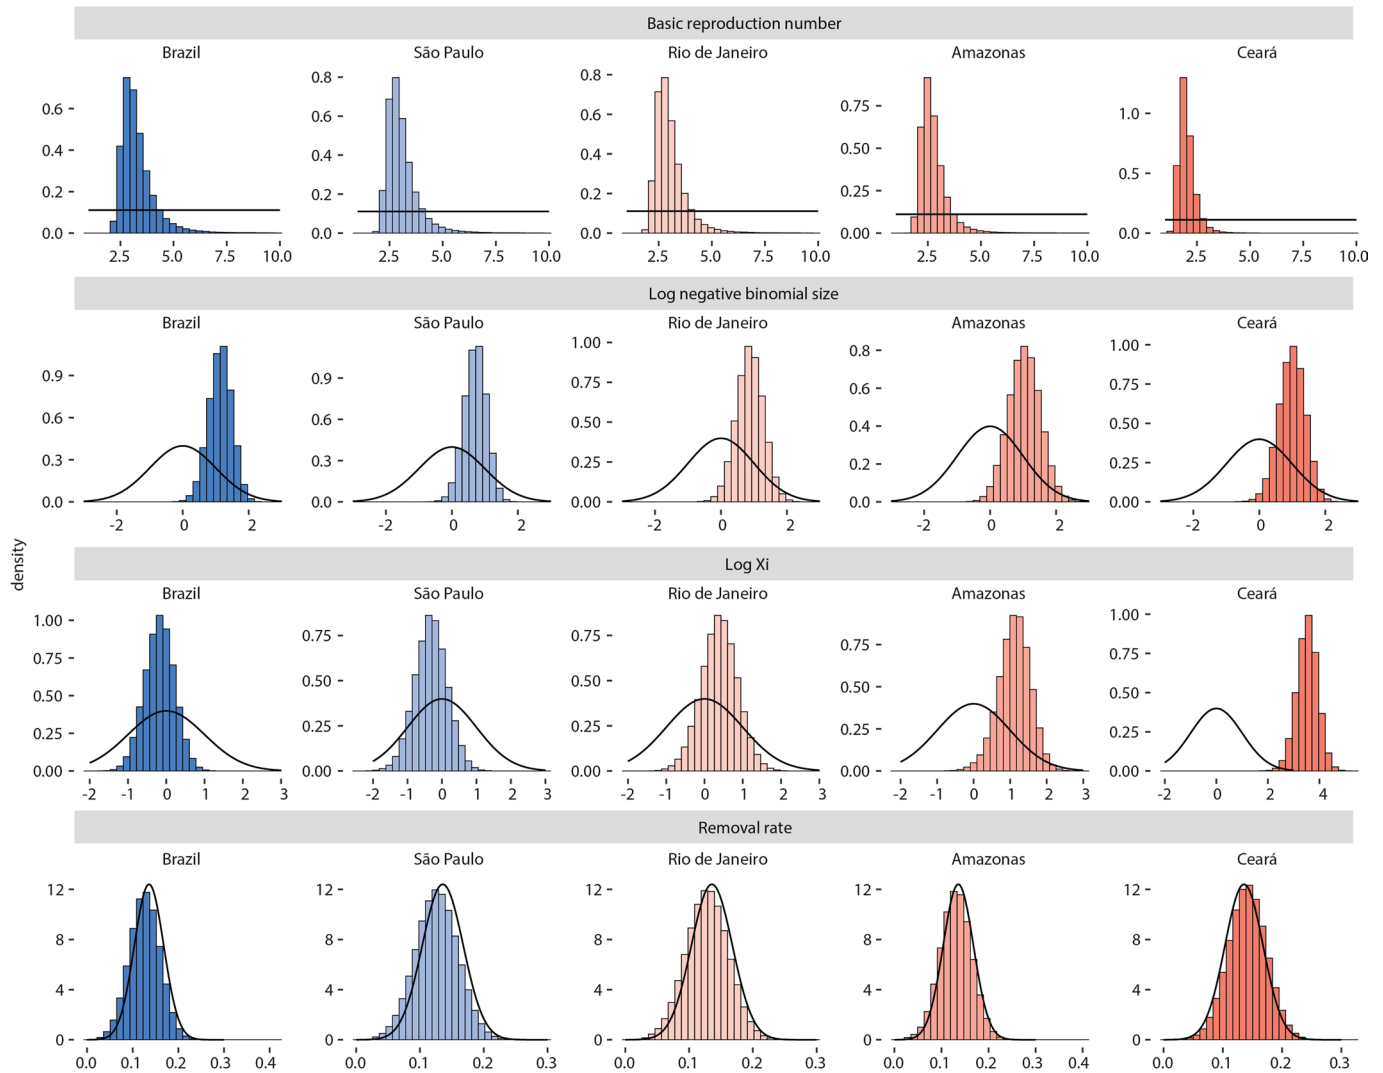 Basic reproduction number
Brazil São Paulo Rio de Janeiro Amazonas Ceará
0.6 0.4 0.2 0.0
0.8 0.6 0.4 0.2 0.0
0.8 0.6 0.4 0.2 0.0
0.75 0.50 0.25 0.00
1.0 0.5 0.0
2.5 5.0 7.5 10.0 2.5 5.0 7.5 10.0 2.5 5.0 7.5 10.0 2.5 5.0 7.5 10.0 2.5 5.0 7.5 10.0
Log negative binomial size
Brazil São Paulo Rio de Janeiro Amazonas Ceará
0.9 0.6 0.3 0.0
0.9 0.6 0.3 0.0
1.00 0.75 0.50 0.25 0.00
0.8 0.6 0.4 0.2 0.0
1.00 0.75 0.50 0.25 0.00
-2 0 2 -2 0 2 -2 0 2 -2 0 2 -2 0 2
density
Log Xi
Brazil São Paulo Rio de Janeiro Amazonas Ceará
1.00 0.75 0.50 0.25 0.00
0.75 0.50 0.25 0.00
0.75 0.50 0.25 0.00
0.75 0.50 0.25 0.00
1.00 0.75 0.50 0.25 0.00
-2 -1 0 1 2 3 -2 -1 0 1 2 3 -2 -1 0 1 2 3 -2 -1 0 1 2 3 -2 0 2 4
Removal rate
Brazil São Paulo Rio de Janeiro Amazonas Ceará
12 8 4 0
12 8 4 0
12 8 4 0
12 8 4 0
12 8 4 0
0.0 0.1 0.2 0.3 0.4 0.0 0.1 0.2 0.3 0.0 0.1 0.2 0.3 0.0 0.1 0.2 0.3 0.4 0.0 0.1 0.2 0.3